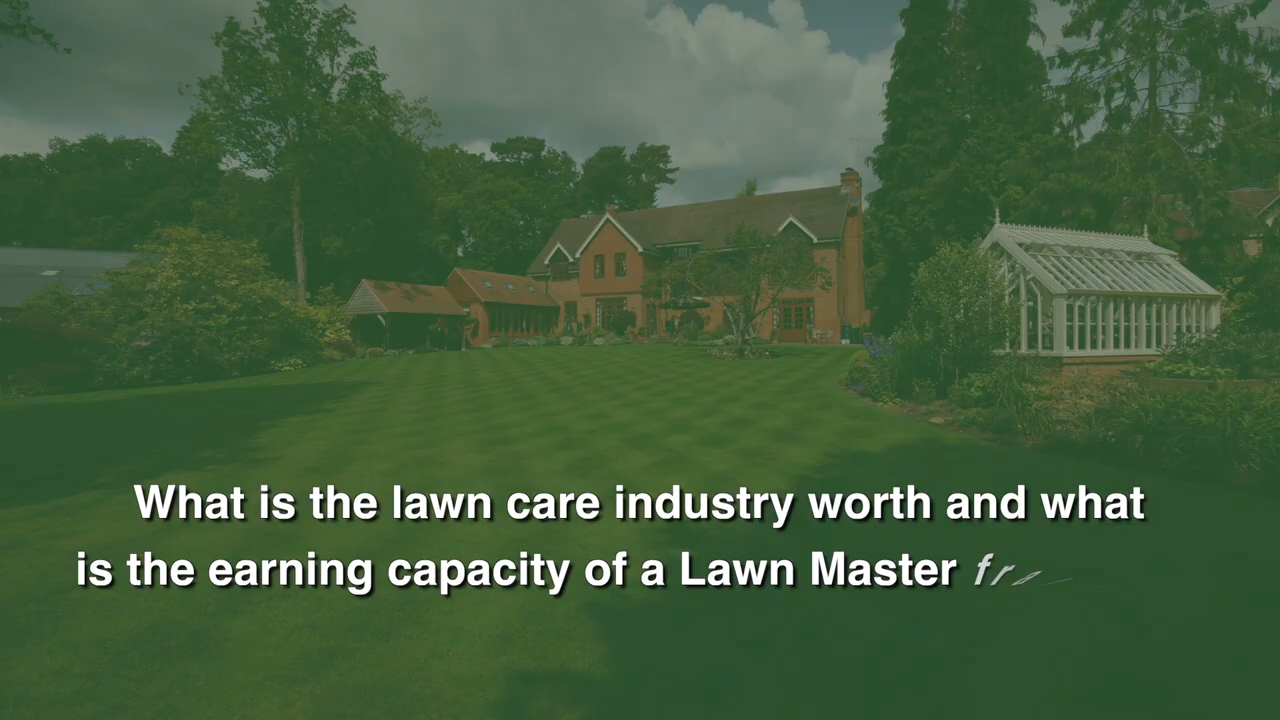 What is the lawn care industry worth and what
is the earning capacity of a Lawn Master